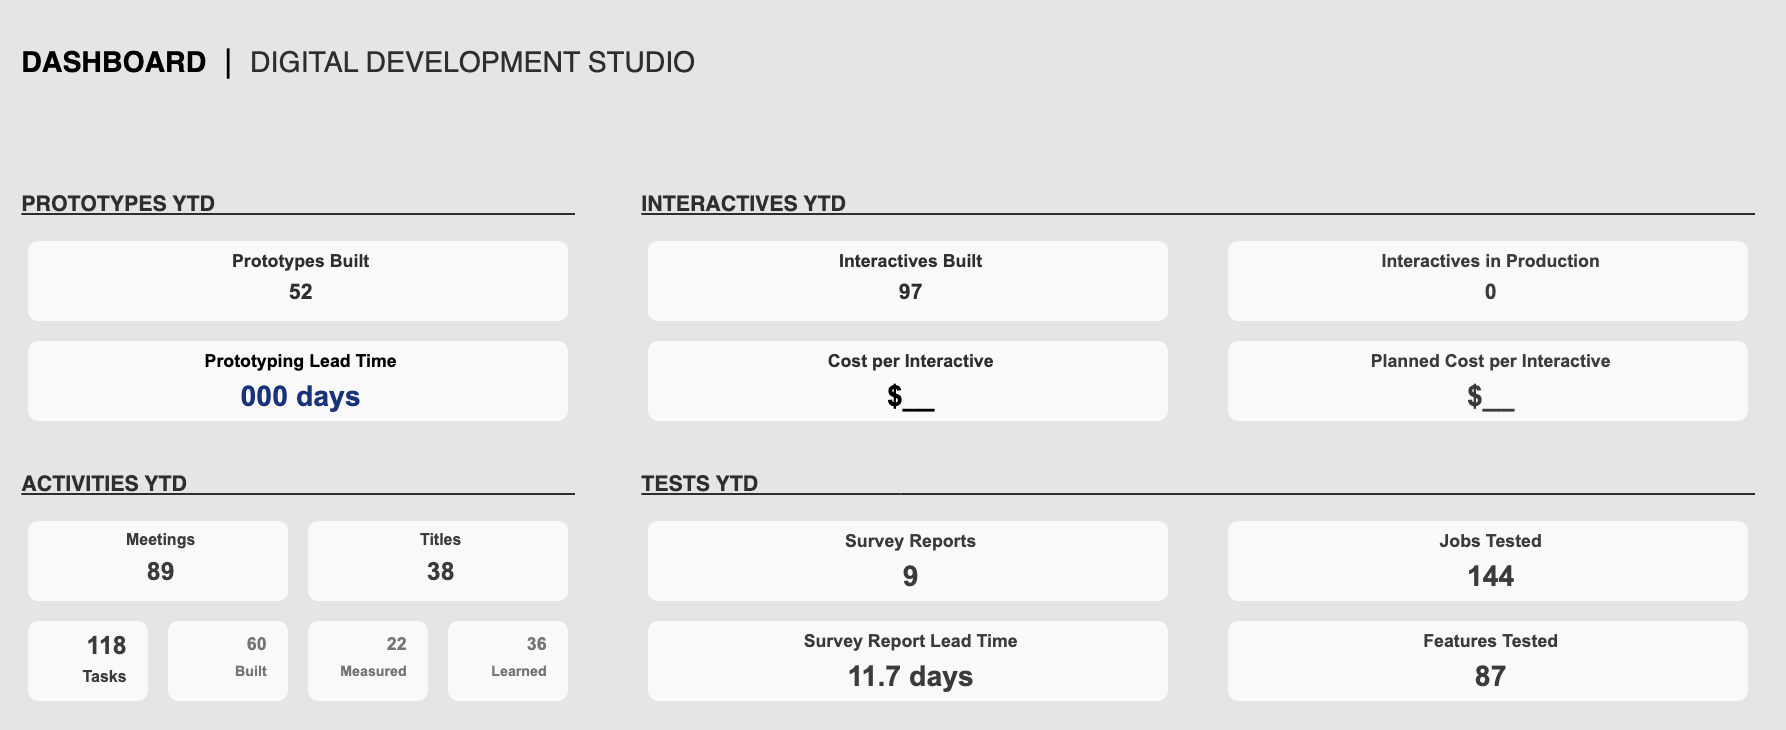 DASHBOARD | DIGITAL DEVELOPMENT STUDIO
PROTOTYPES YTD
Prototypes Built
52
Prototyping Lead Time
000 days
INTERACTIVES YTD
Interactives Built
97
Interactives in Production
0
Cost per Interactive
$__
Planned Cost per Interactive
$__
ACTIVITIES YTD
Meetings
89
Titles
38
118
Tasks
60
Built
22
Measured
36
Learned
TESTS YTD
Survey Reports
9
Jobs Tested
144
Survey Report Lead Time
11.7 days
Features Tested
87